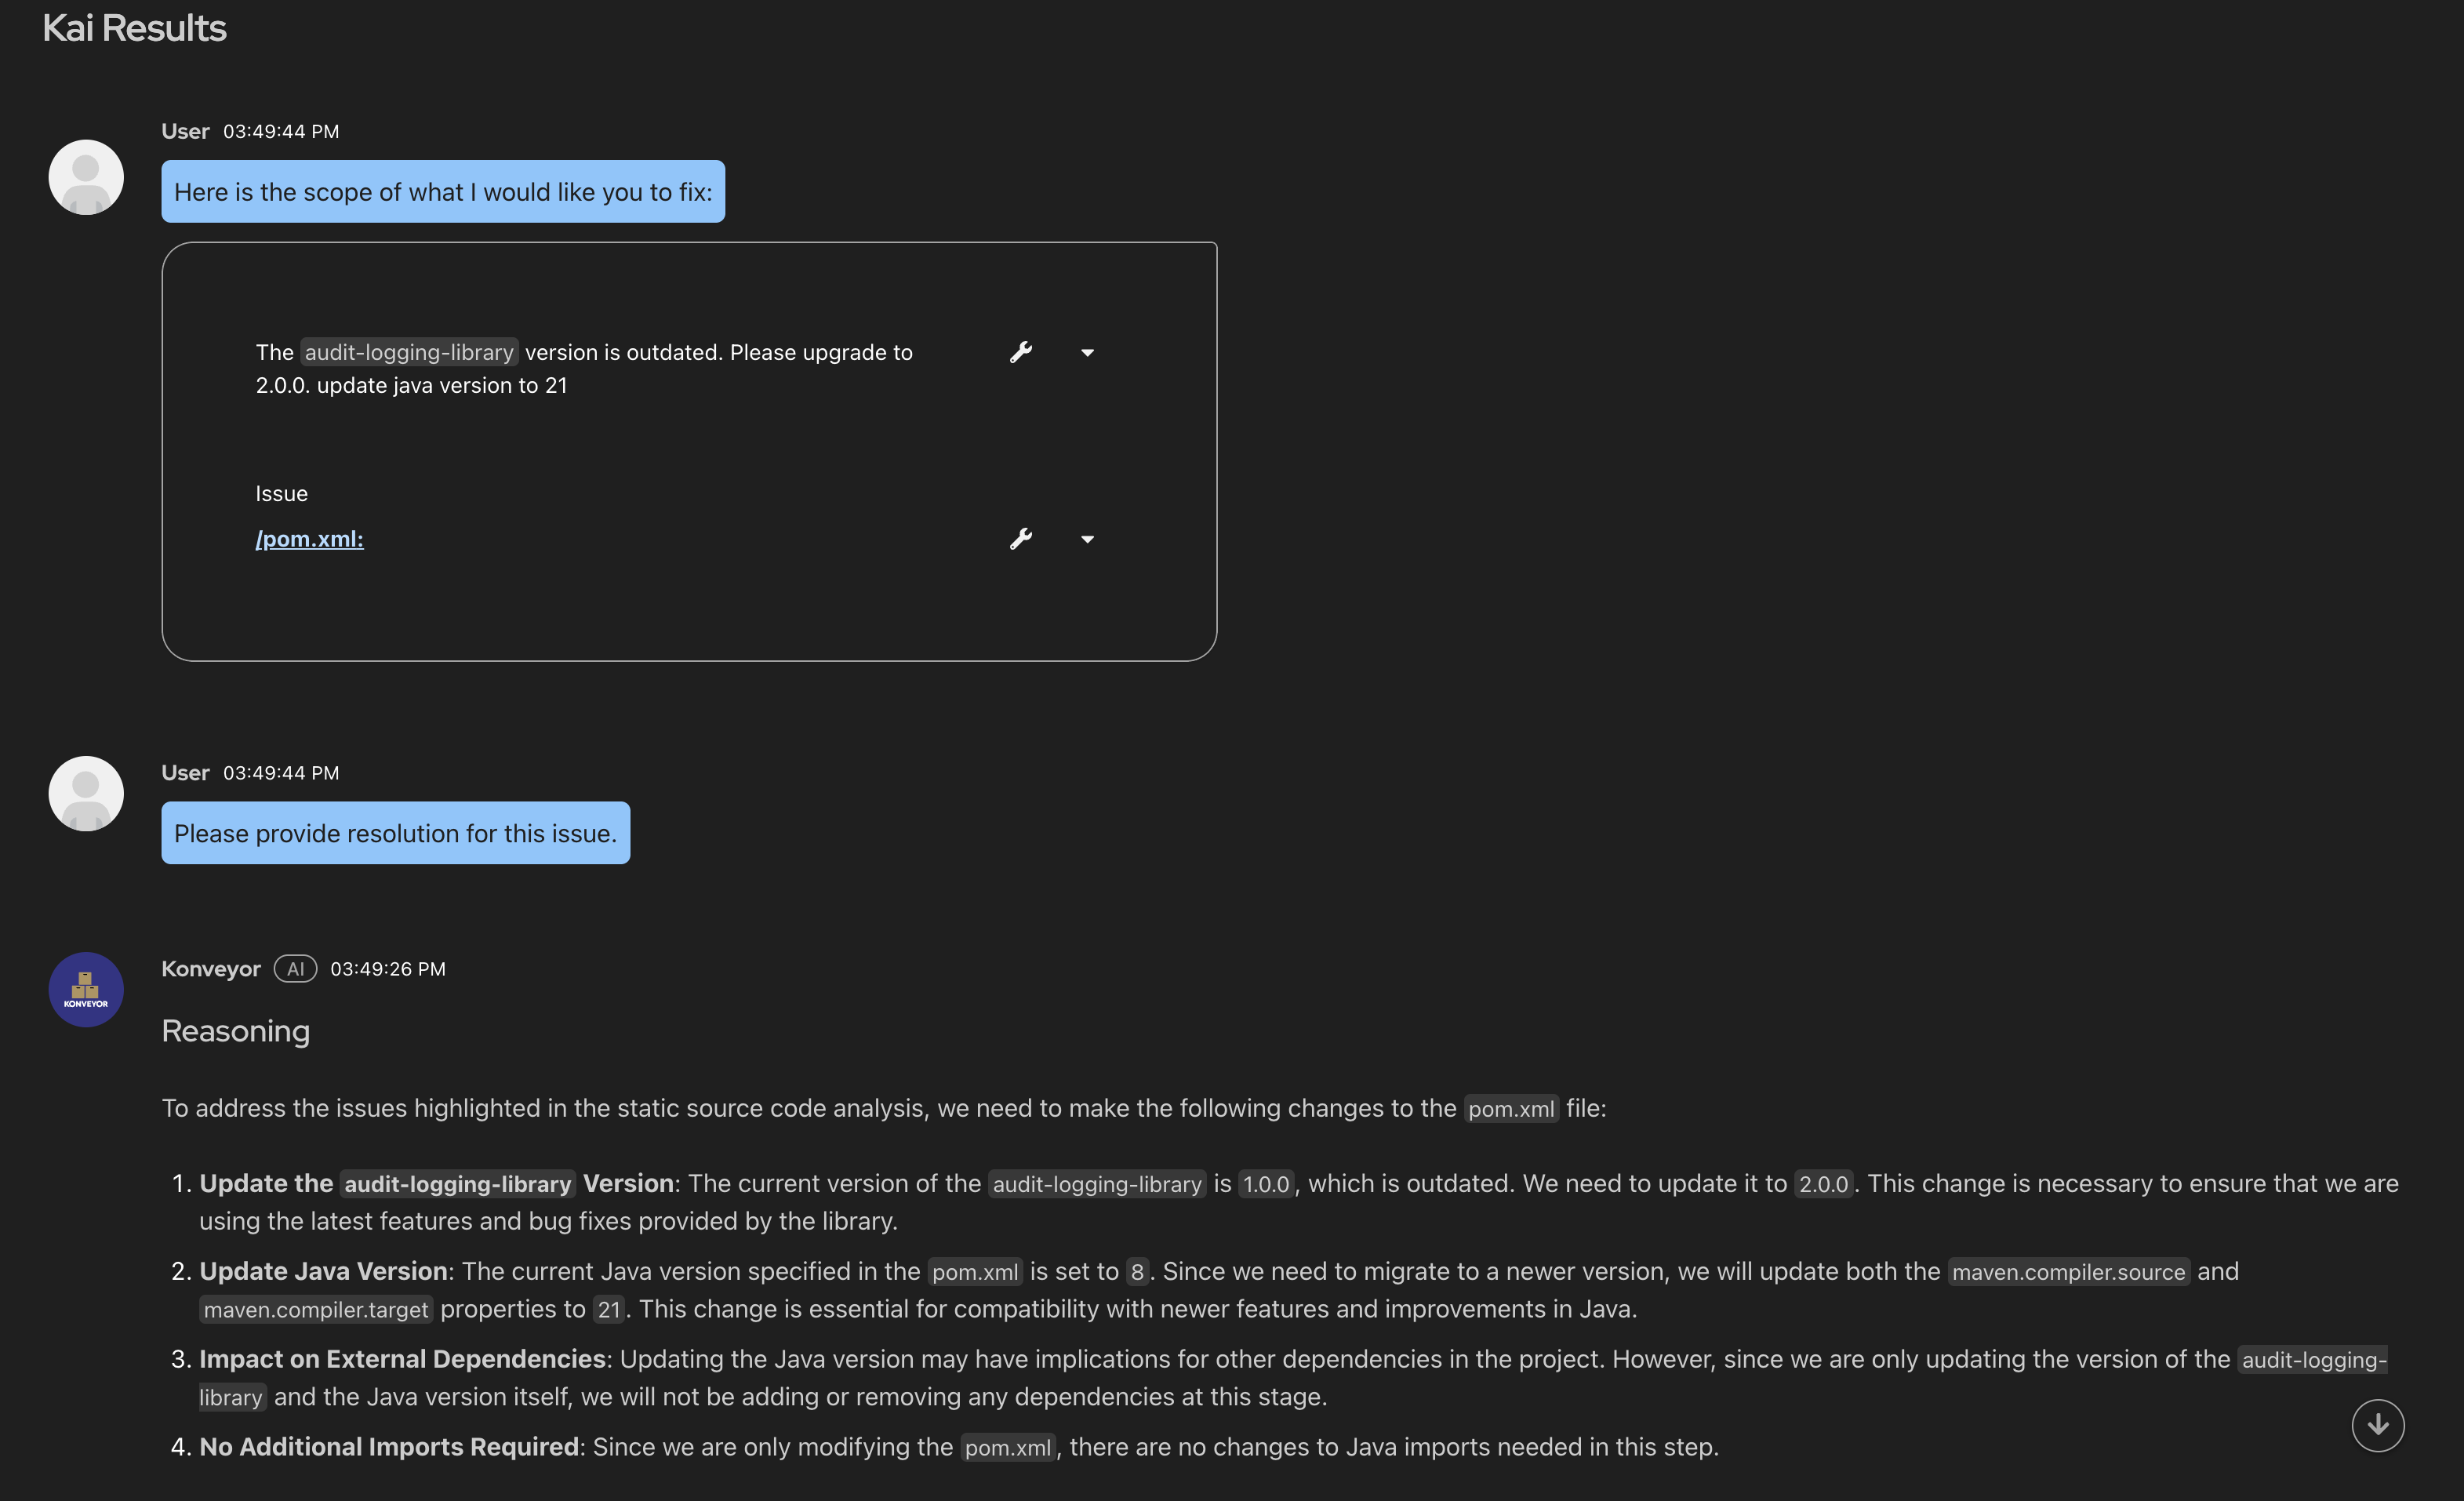 Kai Results
User 03:49:44 PM
Here is the scope of what I would like you to fix:
The audit-logging-library version is outdated. Please upgrade to
2.0.0. update java version to 21
Issue
/pom.xml:
User 03:49:44 PM
Please provide resolution for this issue.
Konveyor AI 03:49:26 PM
KONVEYOR
Reasoning
To address the issues highlighted in the static source code analysis, we need to make the following changes to the pom.xml file:
1. Update the audit-logging-library Version: The current version of the audit-logging-library is 1.0.0, which is outdated. We need to update it to 2.0.0. This change is necessary to ensure that we are
using the latest features and bug fixes provided by the library.
2. Update Java Version: The current Java version specified in the pom.xml is set to 8. Since we need to migrate to a newer version, we will update both the maven.compiler.source and
maven.compiler.target properties to 21. This change is essential for compatibility with newer features and improvements in Java.
3. Impact on External Dependencies: Updating the Java version may have implications for other dependencies in the project. However, since we are only updating the version of the audit-logging-
library and the Java version itself, we will not be adding or removing any dependencies at this stage.
4. No Additional Imports Required: Since we are only modifying the pom.xml, there are no changes to Java imports needed in this step.